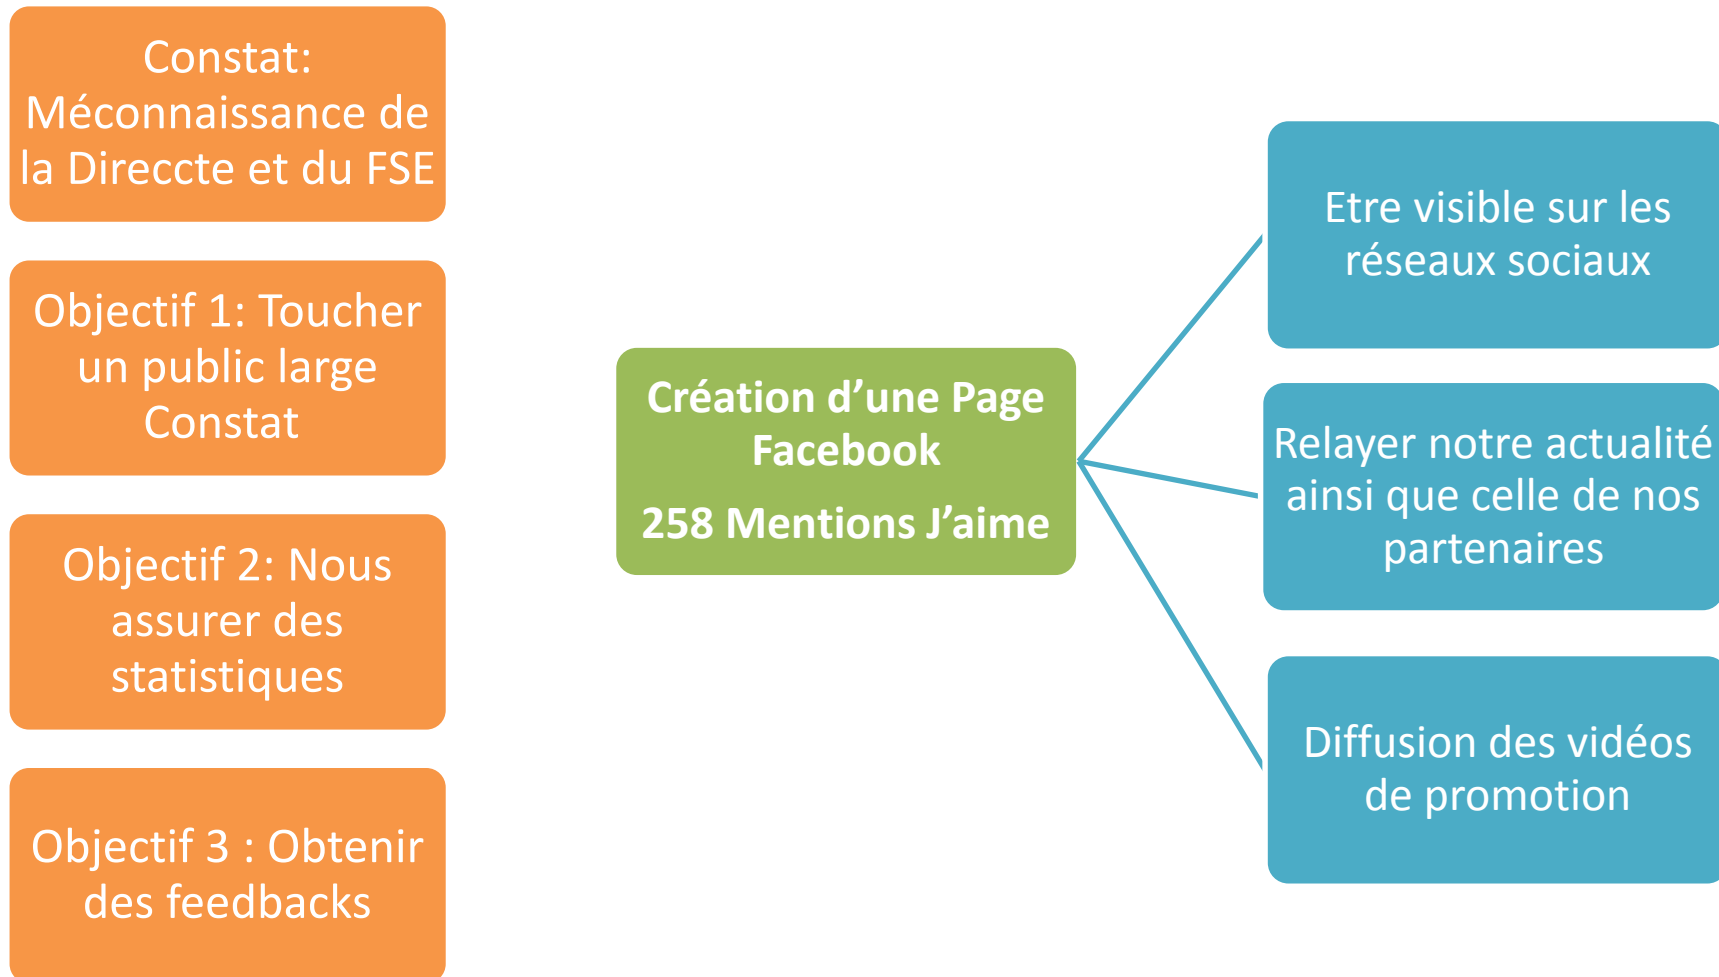 Constat:
Méconnaissance de
la Direccte et du FSE
Objectif 1: Toucher
un public large
Constat
Objectif 2: Nous
assurer des
statistiques
Objectif 3 : Obtenir
des feedbacks
Création d’une Page
Facebook
258 Mentions J’aime
Etre visible sur les
réseaux sociaux
Relayer notre actualité
ainsi que celle de nos
partenaires
Diffusion des vidéos
de promotion